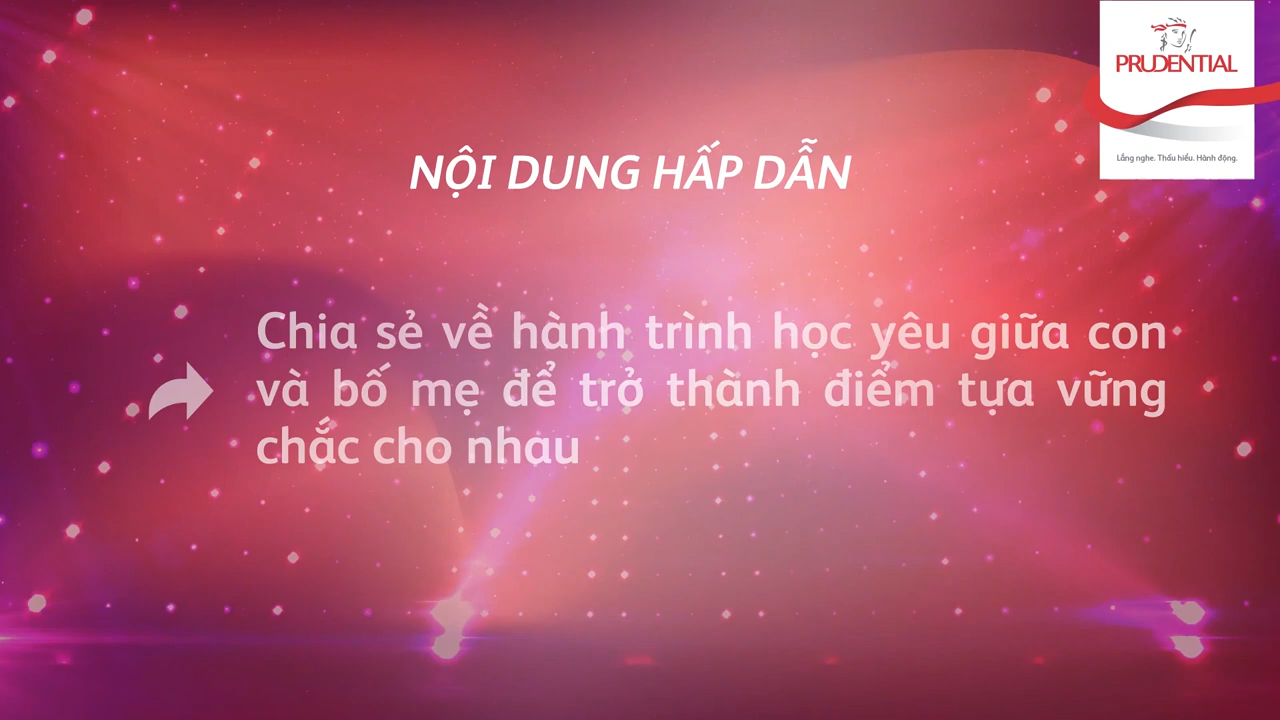 PRUDENTIAL
Lắng nghe. Thấu hiểu. Hành động.
NỘI DUNG HẤP DẪN
Chia sẻ về hành trình học yêu giữa con
và bố mẹ để trở thành điểm tựa vững
chắc cho nhau